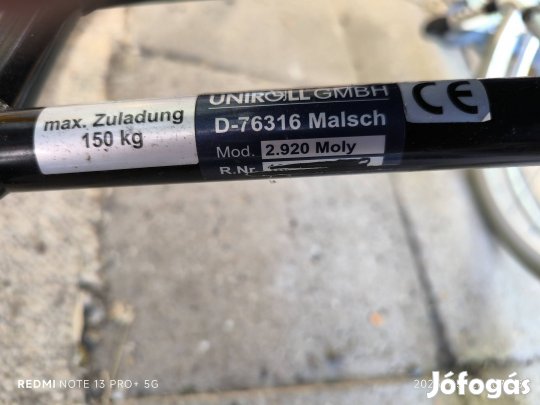 max. Zuladung
150 kg
UNIROLL GMBH
D-76316 Malsch
Mod. 2.920 Moly
R.Nr.
CE
REDMI NOTE 13 PRO+ 5G
Jófogás